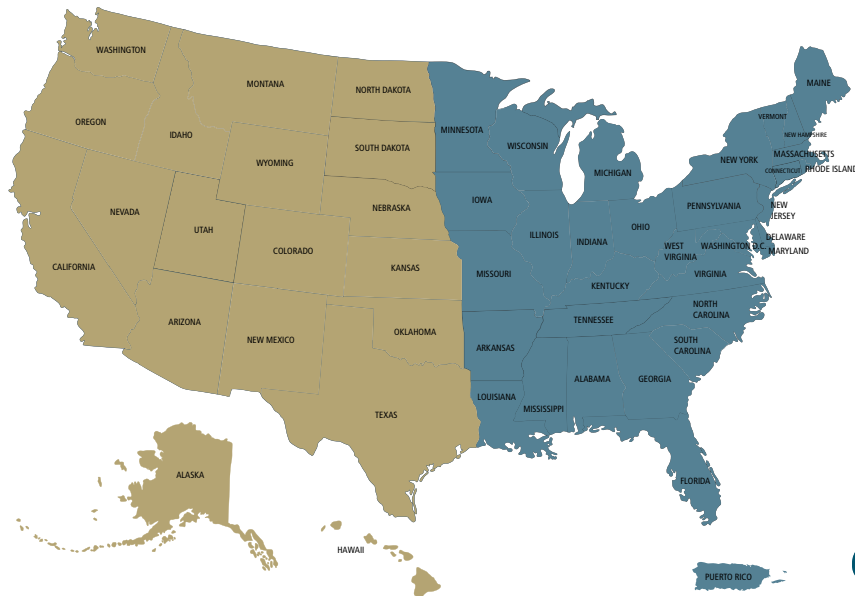 WASHINGTON
MAINE
MONTANA
NORTH DAKOTA
VERMONT
OREGON
MINNESOTA
IDAHO
NEW HAMPSHIRE
SOUTH DAKOTA
WISCONSIN
MASSACHUSETTS
NEW YORK
WYOMING
MICHIGAN
CONNECTICUT
RHODE ISLAND
IOWA
NEBRASKA
PENNSYLVANIA
NEW
JERSEY
NEVADA
UTAH
ILLINOIS
INDIANA
OHIO
DELAWARE
COLORADO
WEST
VIRGINIA
WASHINGTON D.C.
MARYLAND
CALIFORNIA
KANSAS
MISSOURI
VIRGINIA
KENTUCKY
NORTH
CAROLINA
ARIZONA
TENNESSEE
OKLAHOMA
NEW MEXICO
ARKANSAS
SOUTH
CAROLINA
ALABAMA
GEORGIA
LOUISIANA
MISSISSIPPI
TEXAS
ALASKA
FLORIDA
HAWAII
PUERTO RICO